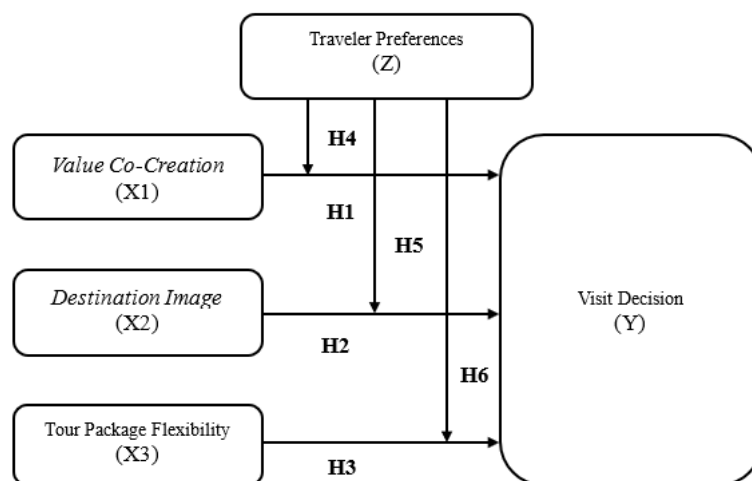 Traveler Preferences
(Z)
H4
Value Co-Creation
(X1)
H1
H5
Destination Image
(X2)
Visit Decision
(Y)
H2
H6
Tour Package Flexibility
(X3)
H3